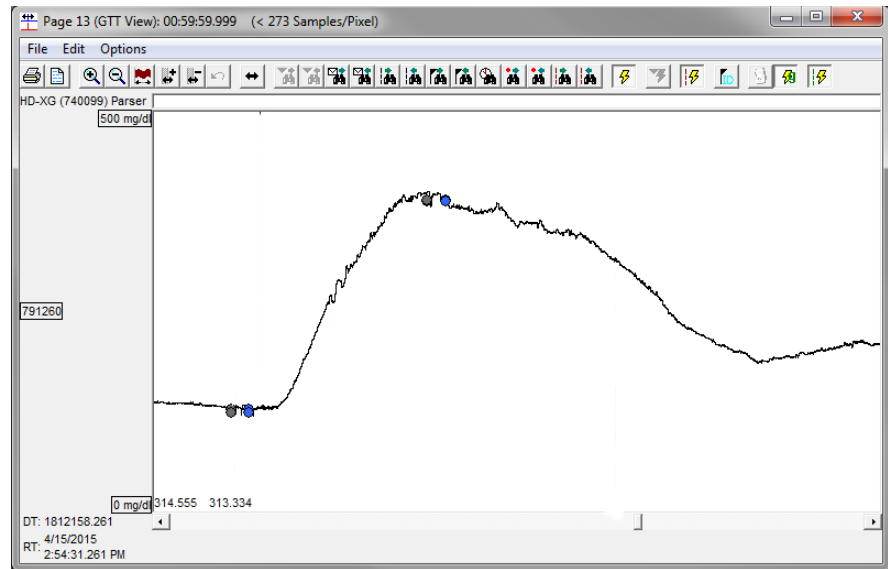 Page 13 (GTT View): 00:59:59.999 (< 273 Samples/Pixel)
File Edit Options
ID
HD-XG (740099) Parser
500 mg/dl
791260
0 mg/dl
314.555 313.334
DT: 1812158.261
RT: 4/15/2015
2:54:31.261 PM